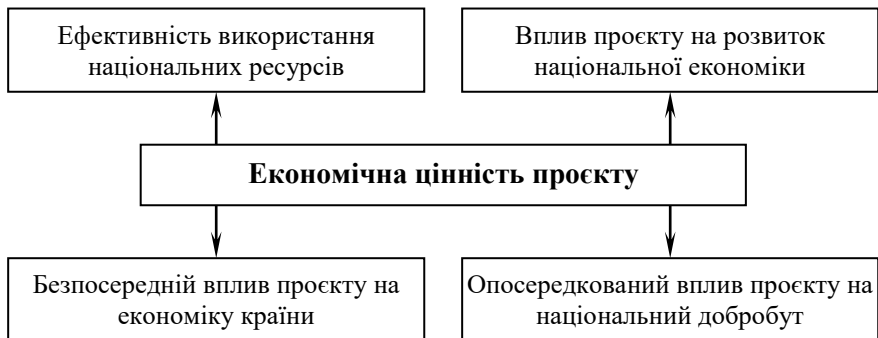 Ефективність використання
національних ресурсів
Вплив проєкту на розвиток
національної економіки
Економічна цінність проєкту
Безпосередній вплив проєкту на
економіку країни
Опосередкований вплив проєкту на
національний добробут